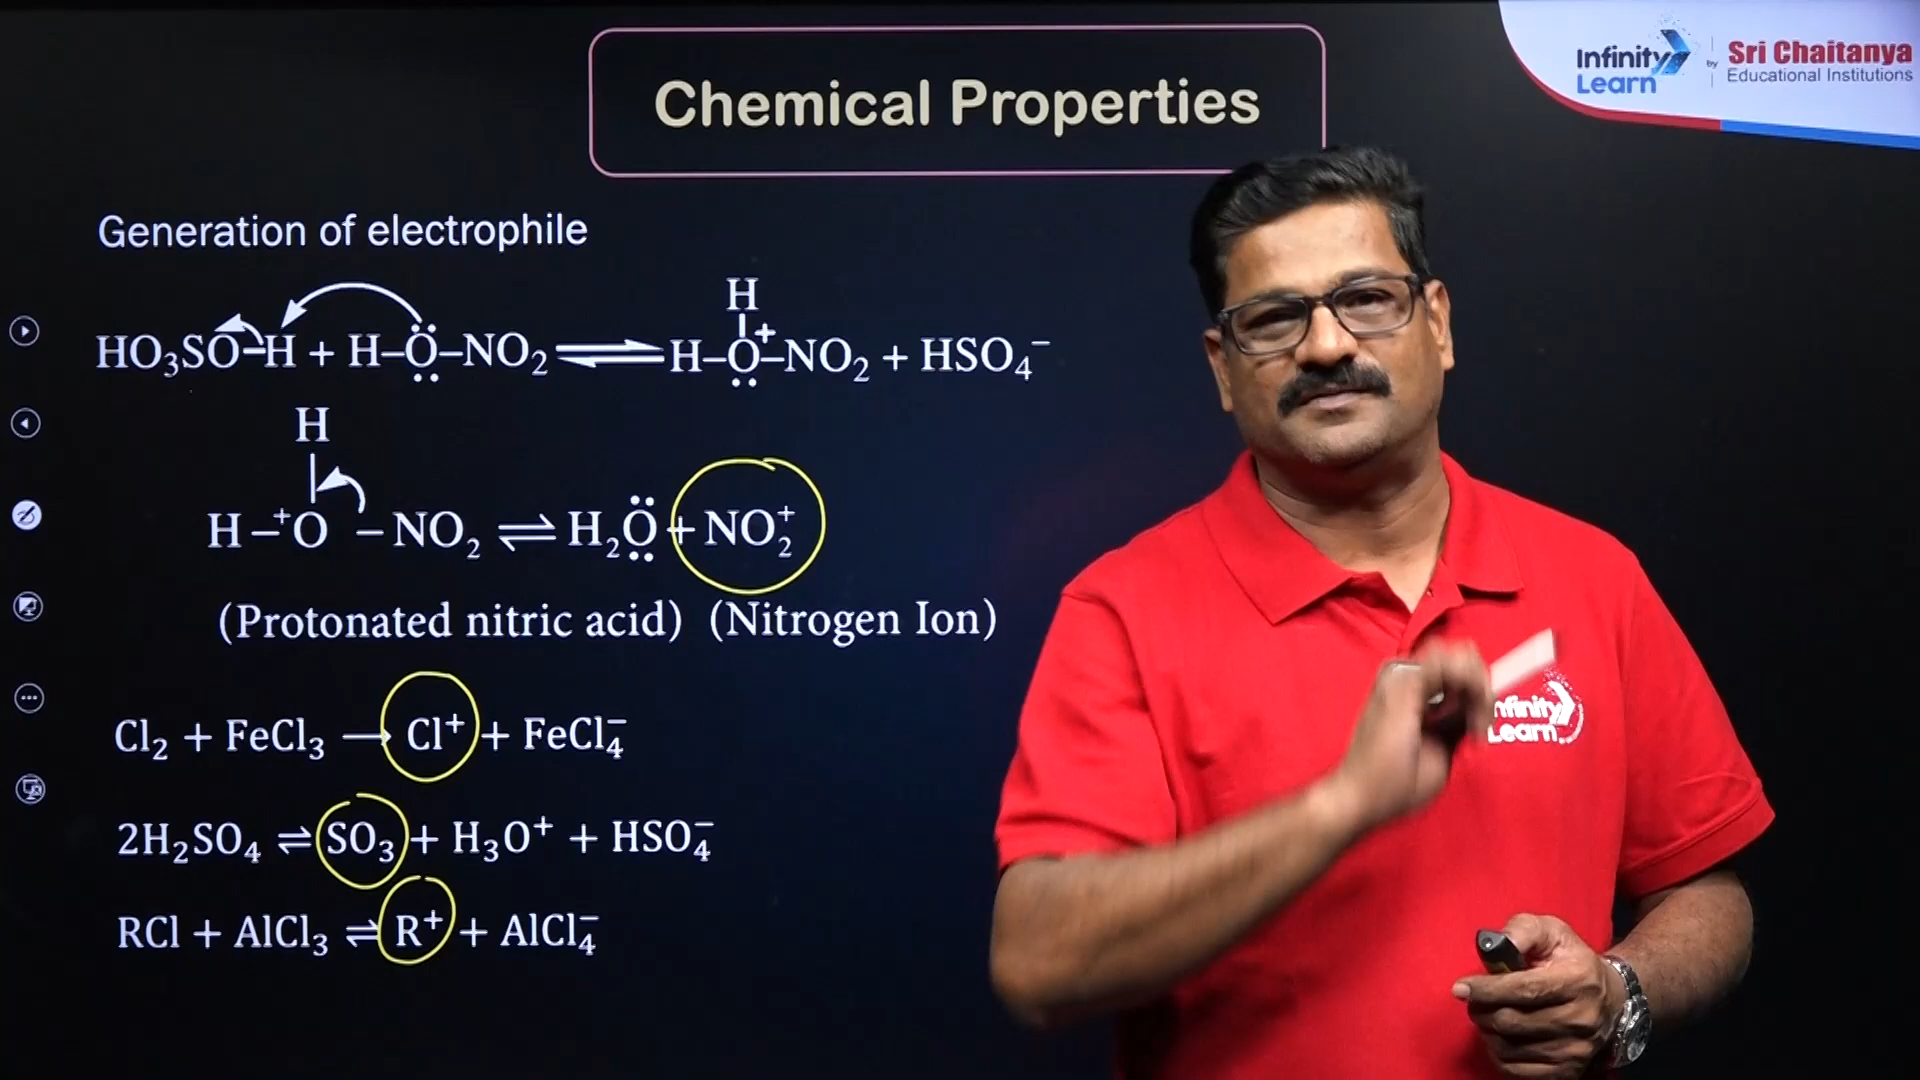 Chemical Properties
Infinity Learn by Sri Chaitanya Educational Institutions
Generation of electrophile
HO₃SO–H + H–Ö–NO₂ ⇌ H–O⁺(H)–NO₂ + HSO₄⁻
H
H –⁺O – NO₂ ⇌ H₂Ö + NO₂⁺
(Protonated nitric acid) (Nitrogen Ion)
Cl₂ + FeCl₃ → Cl⁺ + FeCl₄⁻
2H₂SO₄ ⇌ SO₃ + H₃O⁺ + HSO₄⁻
RCl + AlCl₃ ⇌ R⁺ + AlCl₄⁻
nfinity
Learn